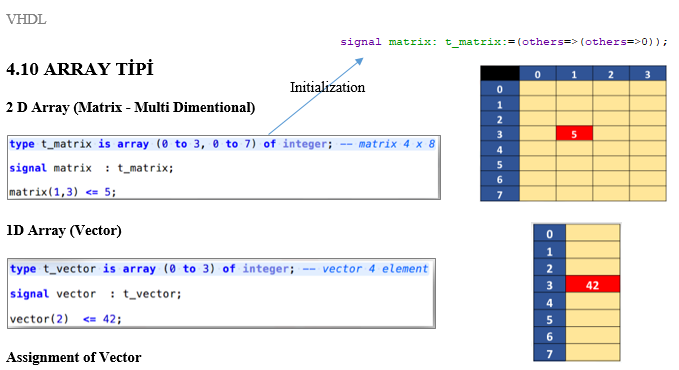 VHDL
signal matrix: t_matrix:=(others=>(others=>0));
4.10 ARRAY TİPİ
Initialization
2 D Array (Matrix - Multi Dimentional)
type t_matrix is array (0 to 3, 0 to 7) of integer; -- matrix 4 x 8
signal matrix : t_matrix;
matrix(1,3) <= 5;
0 1 2 3
0
1
2
3 5
4
5
6
7
1D Array (Vector)
type t_vector is array (0 to 3) of integer; -- vector 4 element
signal vector : t_vector;
vector(2) <= 42;
0
1
2
3 42
4
5
6
7
Assignment of Vector